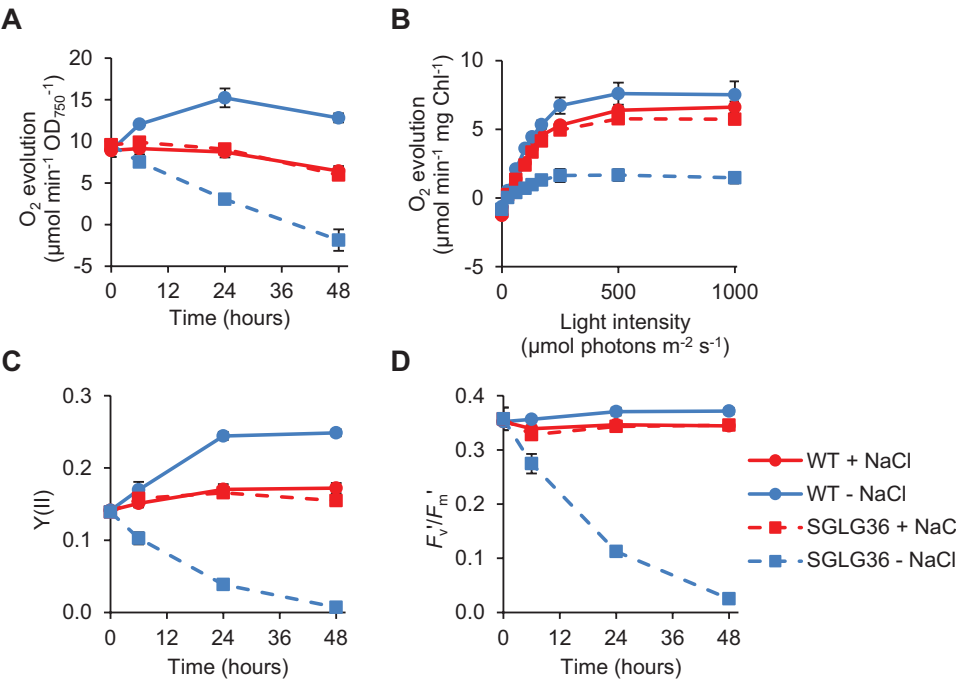 A
O₂ evolution
(µmol min⁻¹ OD₇₅₀⁻¹)
20
15
10
5
0
-5
0 12 24 36 48
Time (hours)
B
O₂ evolution
(µmol min⁻¹ mg Chl⁻¹)
10
5
0
-5
0 500 1000
Light intensity
(µmol photons m⁻² s⁻¹)
C
Y(II)
0.3
0.2
0.1
0.0
0 12 24 36 48
Time (hours)
D
Fᵥ'/Fₘ'
0.4
0.3
0.2
0.1
0.0
0 12 24 36 48
Time (hours)
WT + NaCl
WT - NaCl
SGLG36 + NaC
SGLG36 - NaCl